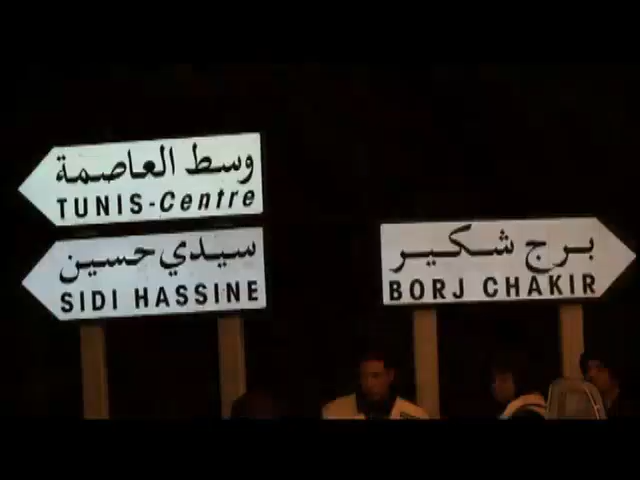 وسط العاصمة
TUNIS-Centre
سيدي حسين
SIDI HASSINE
برج شكير
BORJ CHAKIR